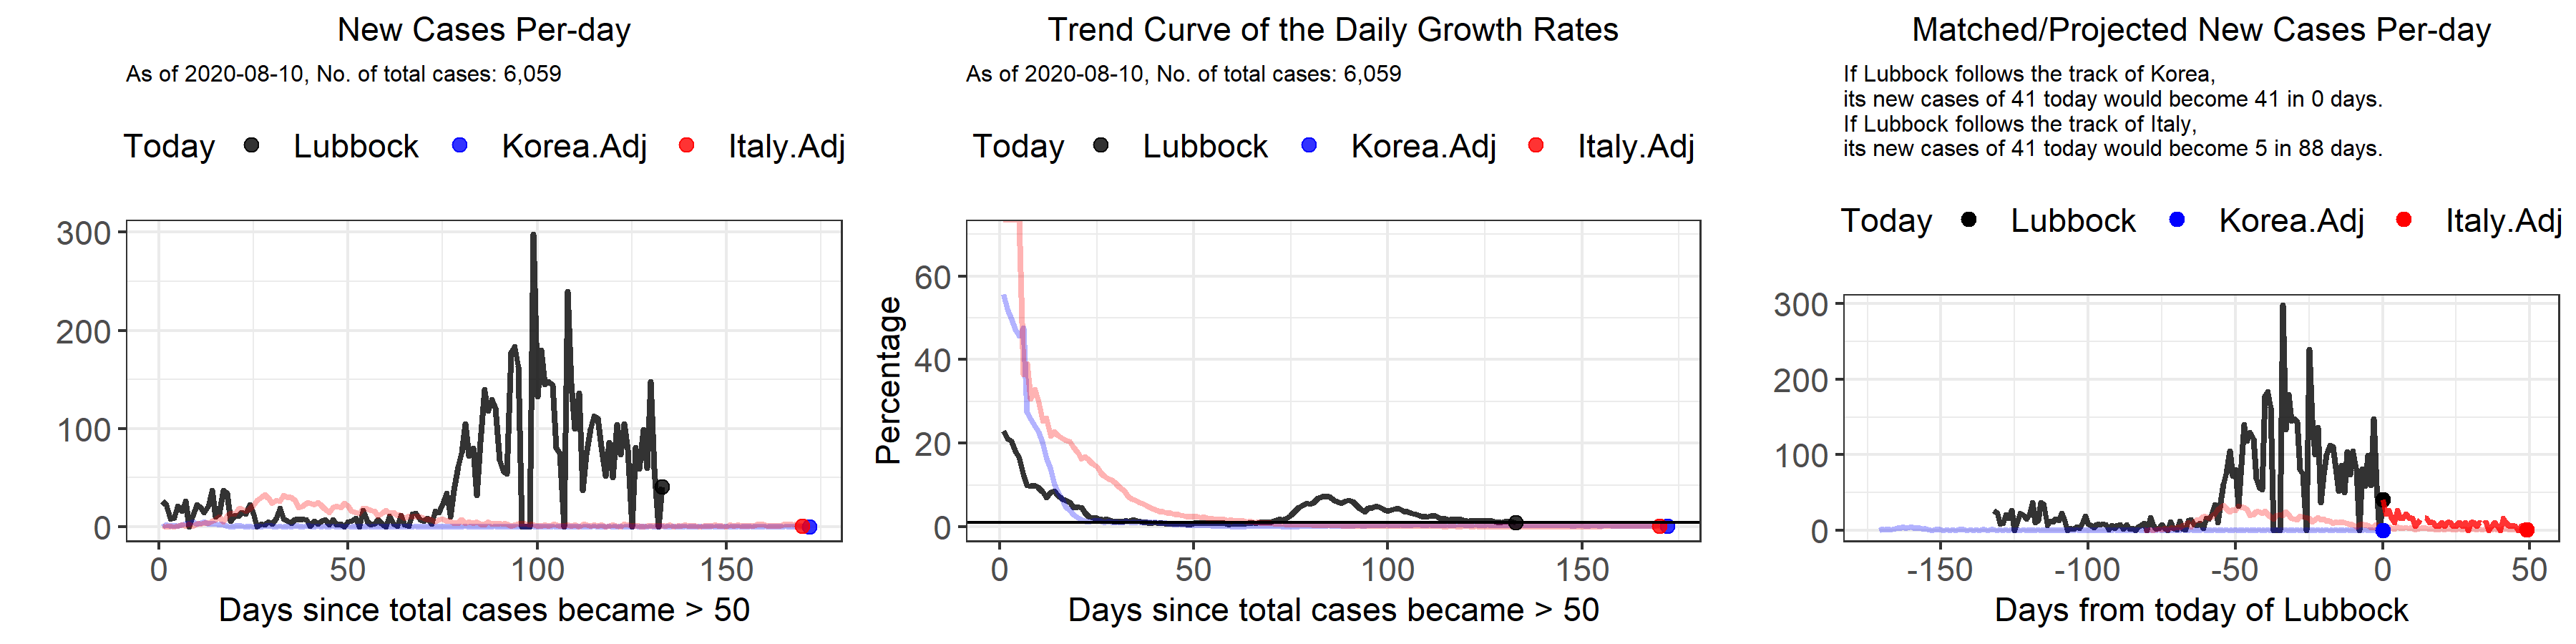 New Cases Per-day
As of 2020-08-10, No. of total cases: 6,059
Today Lubbock Korea.Adj Italy.Adj
300
200
100
0
0 50 100 150
Days since total cases became > 50
Trend Curve of the Daily Growth Rates
As of 2020-08-10, No. of total cases: 6,059
Today Lubbock Korea.Adj Italy.Adj
Percentage
60
40
20
0
0 50 100 150
Days since total cases became > 50
Matched/Projected New Cases Per-day
If Lubbock follows the track of Korea,
its new cases of 41 today would become 41 in 0 days.
If Lubbock follows the track of Italy,
its new cases of 41 today would become 5 in 88 days.
Today Lubbock Korea.Adj Italy.Adj
300
200
100
0
-150 -100 -50 0 50
Days from today of Lubbock